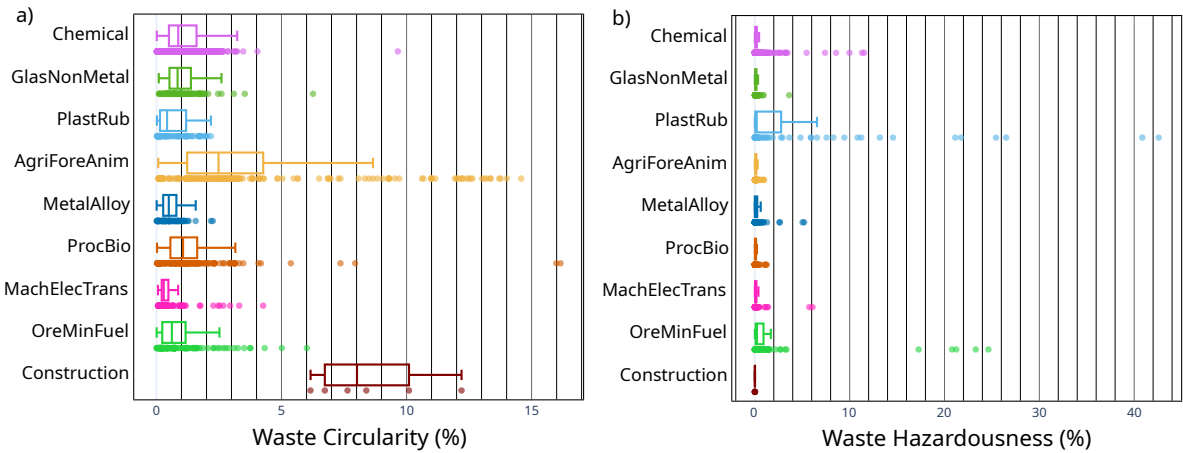 a)
Chemical
GlasNonMetal
PlastRub
AgriForeAnim
MetalAlloy
ProcBio
MachElecTrans
OreMinFuel
Construction
0 5 10 15
Waste Circularity (%)
b)
Chemical
GlasNonMetal
PlastRub
AgriForeAnim
MetalAlloy
ProcBio
MachElecTrans
OreMinFuel
Construction
0 10 20 30 40
Waste Hazardousness (%)